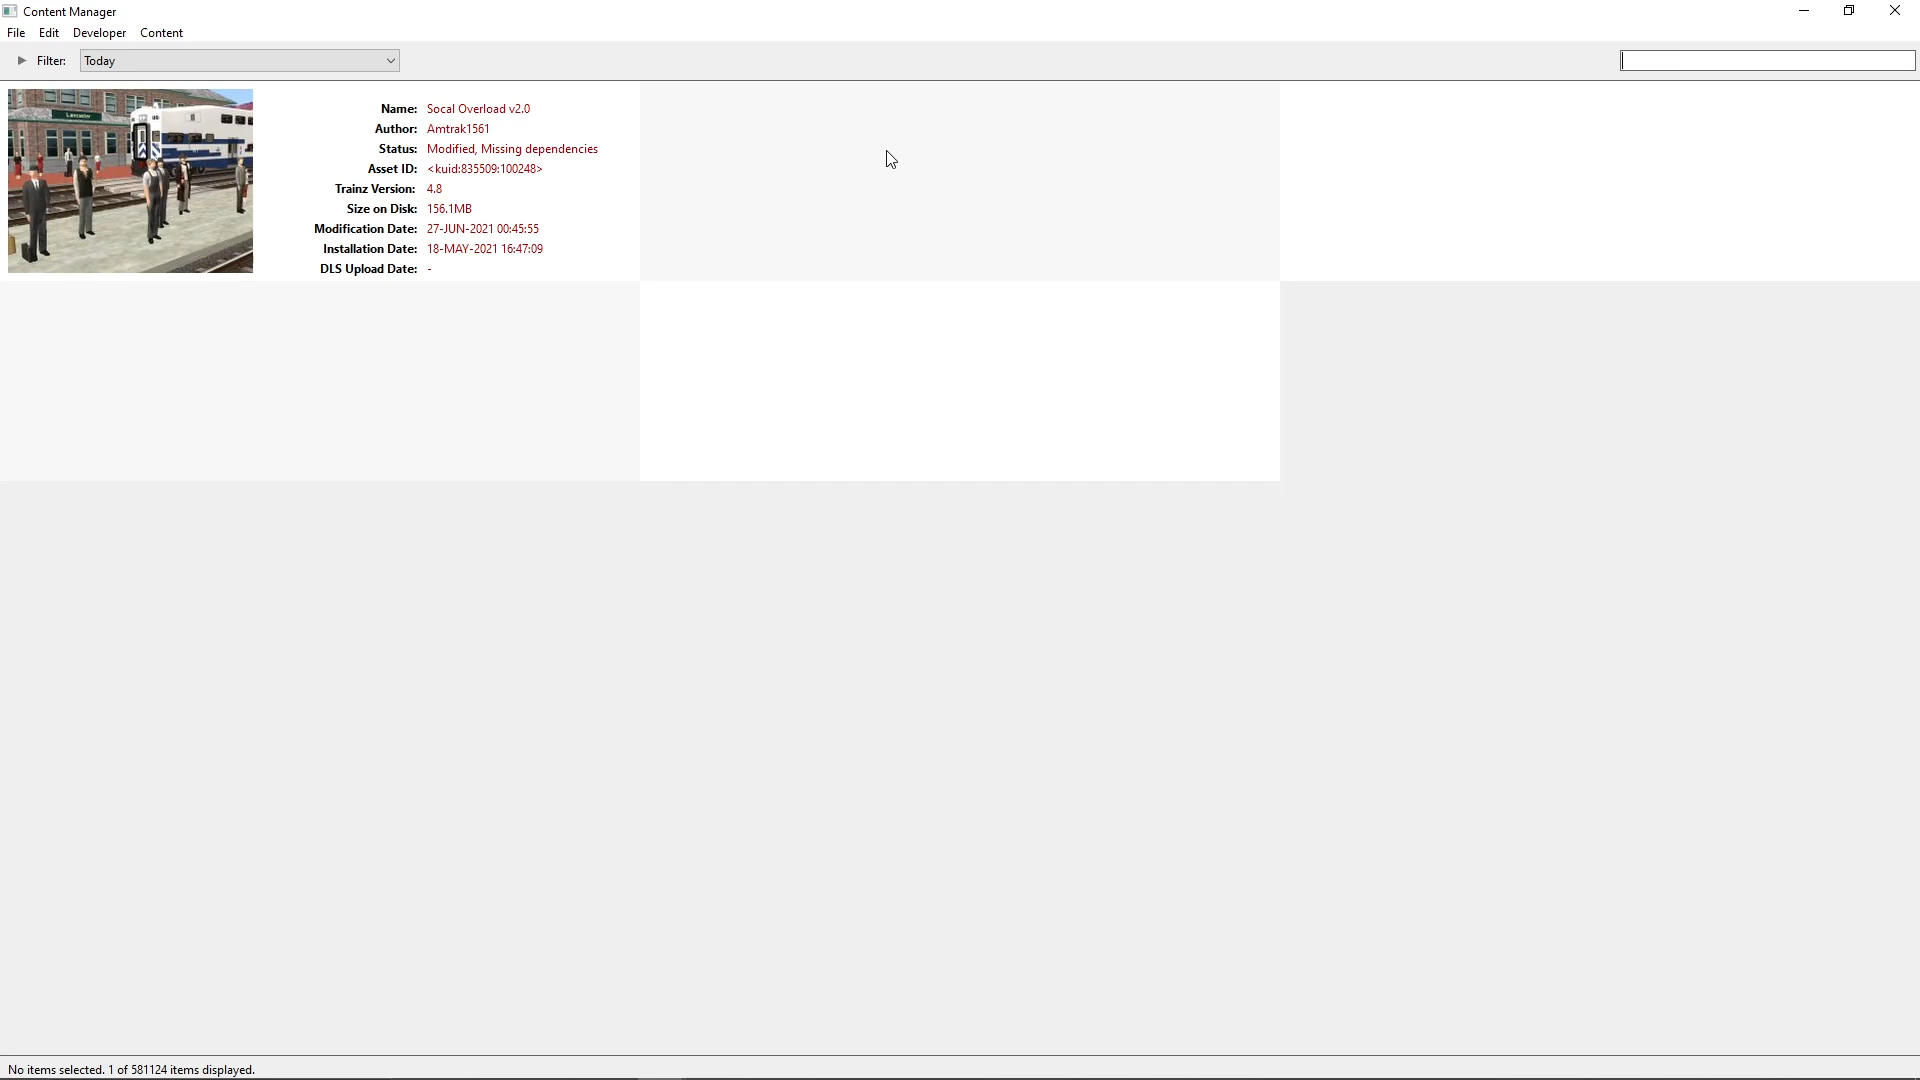 Content Manager
File Edit Developer Content
Filter: Today
Lancaster
Name: Socal Overload v2.0
Author: Amtrak1561
Status: Modified, Missing dependencies
Asset ID: <kuid:835509:100248>
Trainz Version: 4.8
Size on Disk: 156.1MB
Modification Date: 27-JUN-2021 00:45:55
Installation Date: 18-MAY-2021 16:47:09
DLS Upload Date: -
No items selected. 1 of 581124 items displayed.